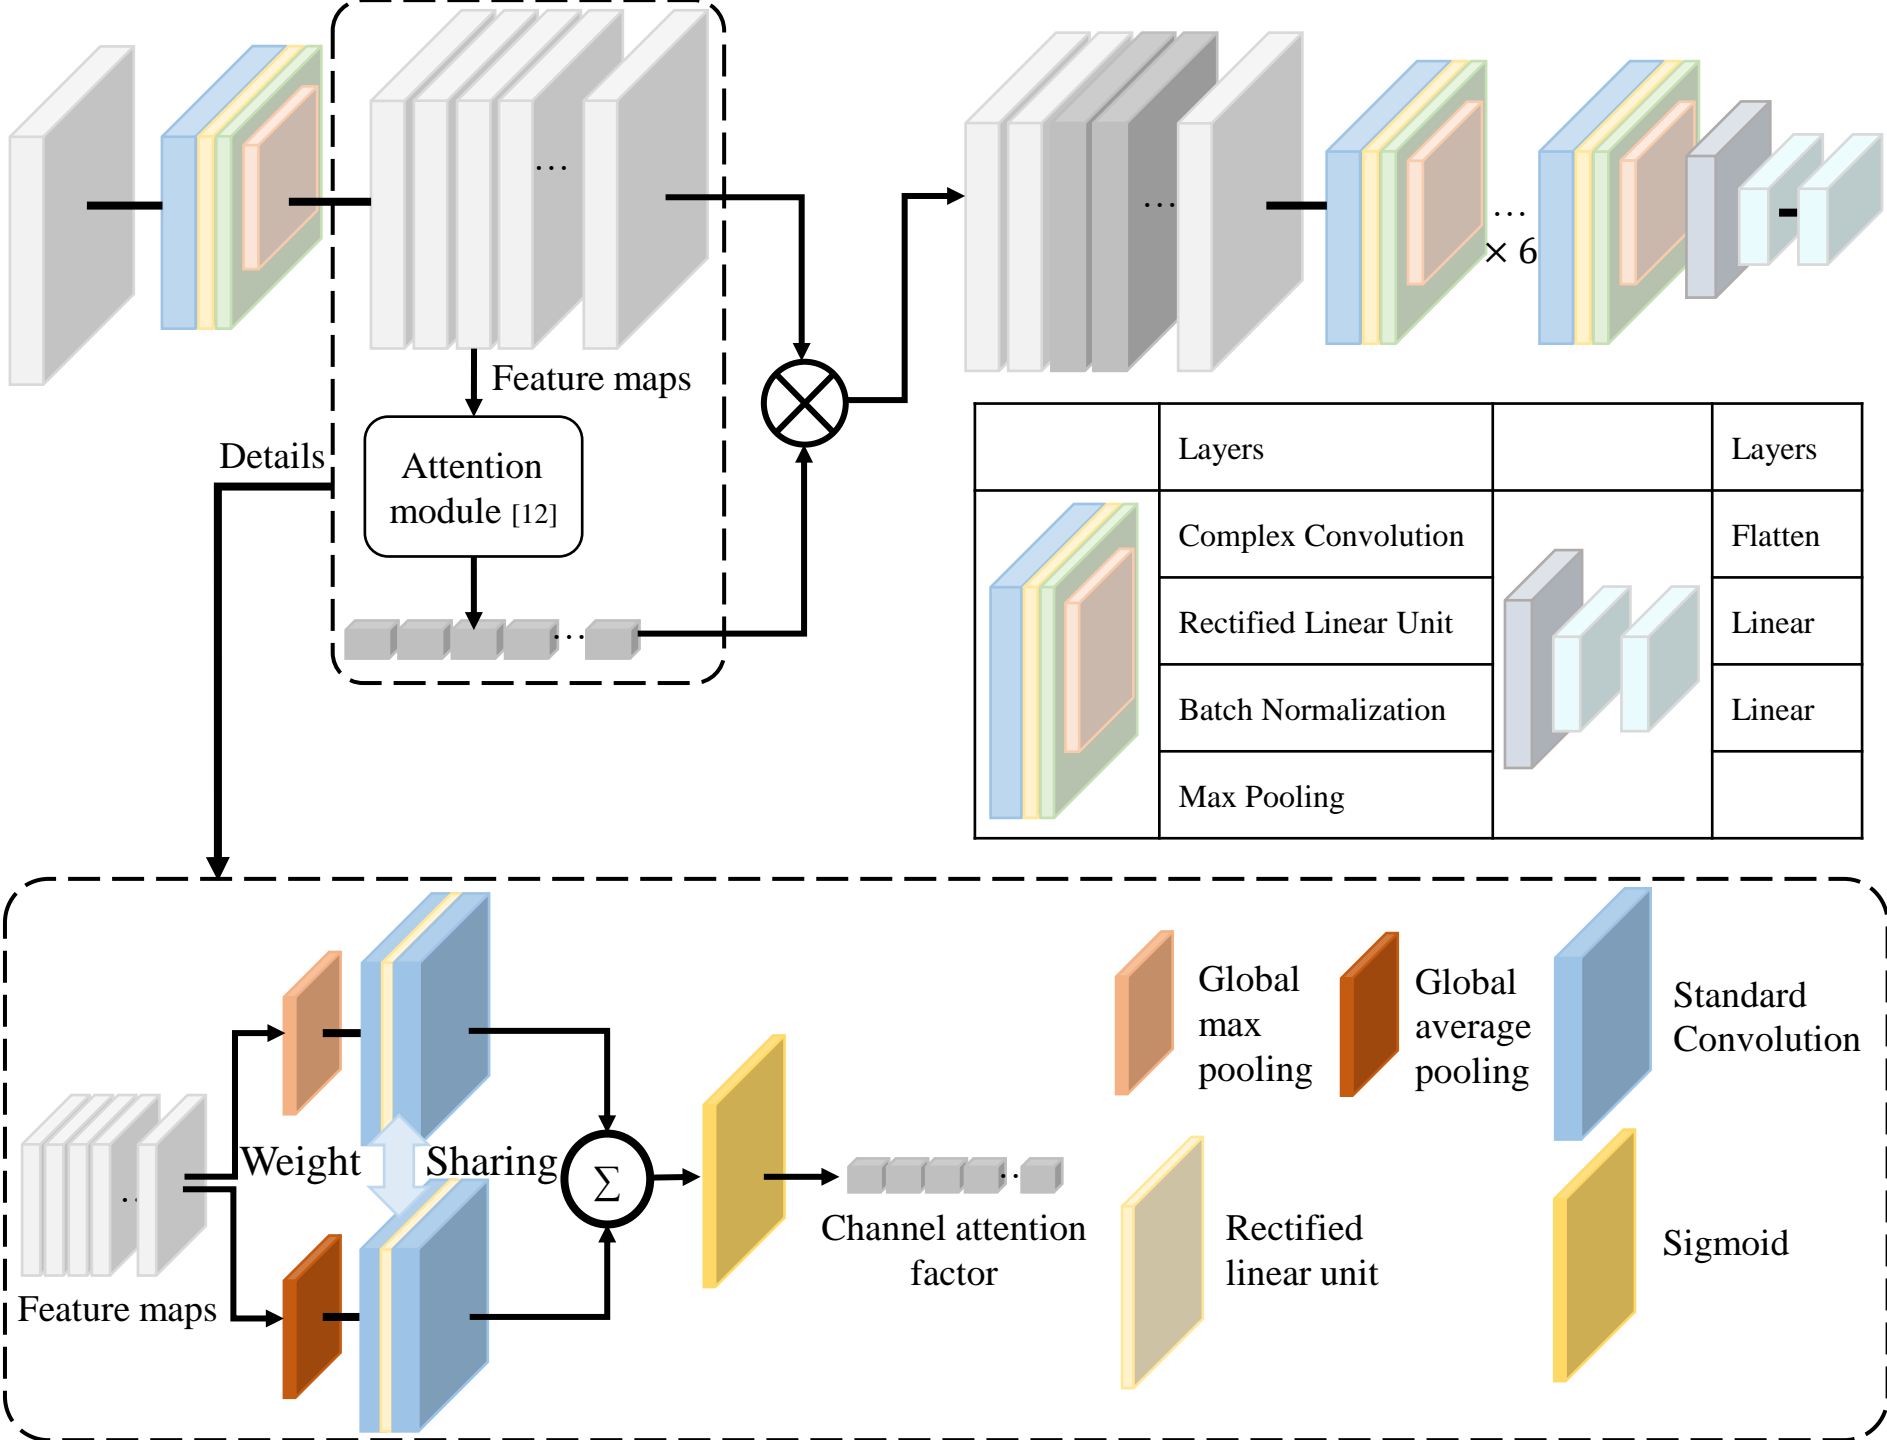 ...
...
...
× 6
Feature maps
Details
Attention
module [12]
...
Layers
Layers
Complex Convolution
Flatten
Rectified Linear Unit
Linear
Batch Normalization
Linear
Max Pooling
Global
max
pooling
Global
average
pooling
Standard
Convolution
Weight
Sharing
...
Feature maps
∑
...
Channel attention
factor
Rectified
linear unit
Sigmoid